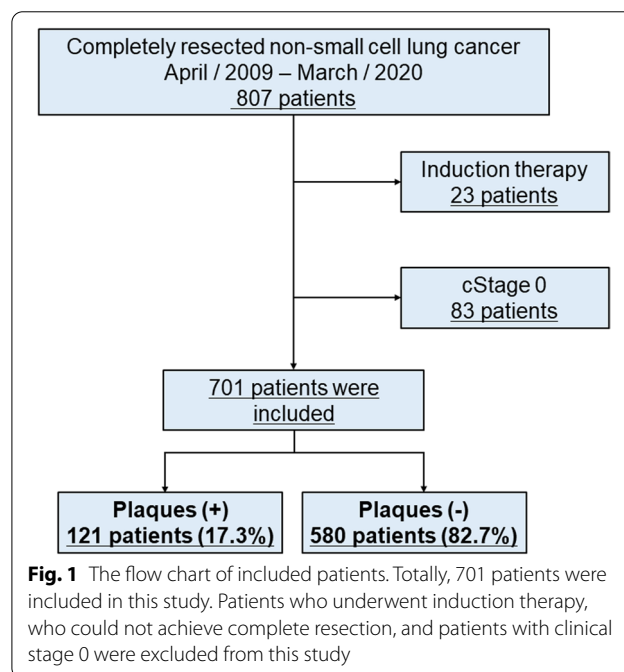 Completely resected non-small cell lung cancer
April / 2009 – March / 2020
807 patients
Induction therapy
23 patients
cStage 0
83 patients
701 patients were
included
Plaques (+)
121 patients (17.3%)
Plaques (-)
580 patients (82.7%)
Fig. 1 The flow chart of included patients. Totally, 701 patients were
included in this study. Patients who underwent induction therapy,
who could not achieve complete resection, and patients with clinical
stage 0 were excluded from this study